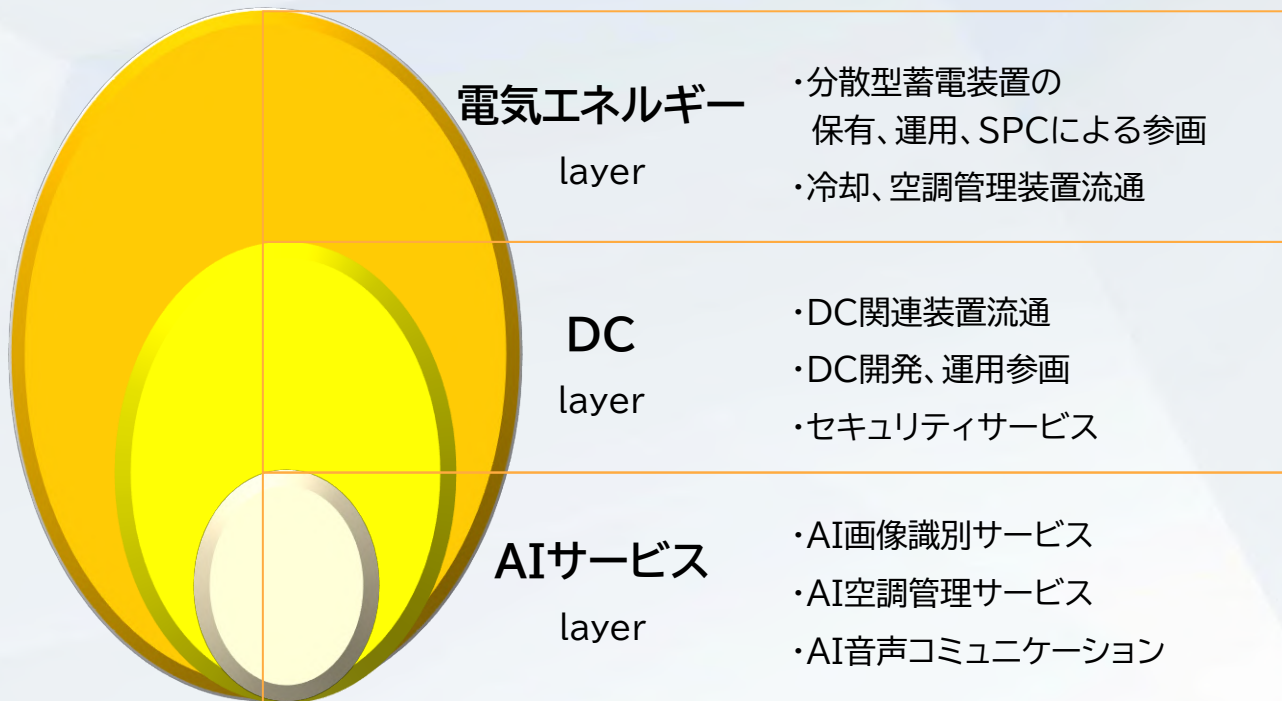 電気エネルギー
layer
・分散型蓄電装置の
保有、運用、SPCによる参画
・冷却、空調管理装置流通
DC
layer
・DC関連装置流通
・DC開発、運用参画
・セキュリティサービス
AIサービス
layer
・AI画像識別サービス
・AI空調管理サービス
・AI音声コミュニケーション